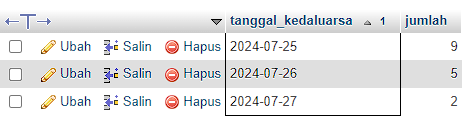 tanggal_kedaluarsa 1 jumlah
Ubah Salin Hapus 2024-07-25 9
Ubah Salin Hapus 2024-07-26 5
Ubah Salin Hapus 2024-07-27 2